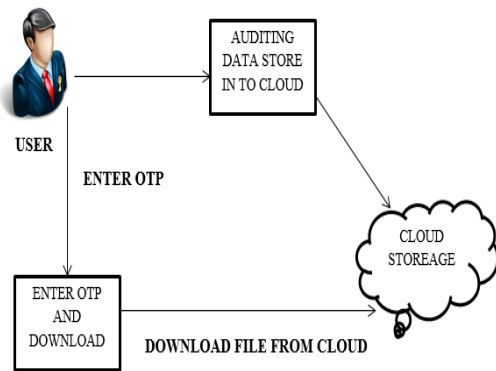 AUDITING
DATA STORE
IN TO CLOUD
USER
ENTER OTP
CLOUD
STOREAGE
ENTER OTP
AND
DOWNLOAD
DOWNLOAD FILE FROM CLOUD